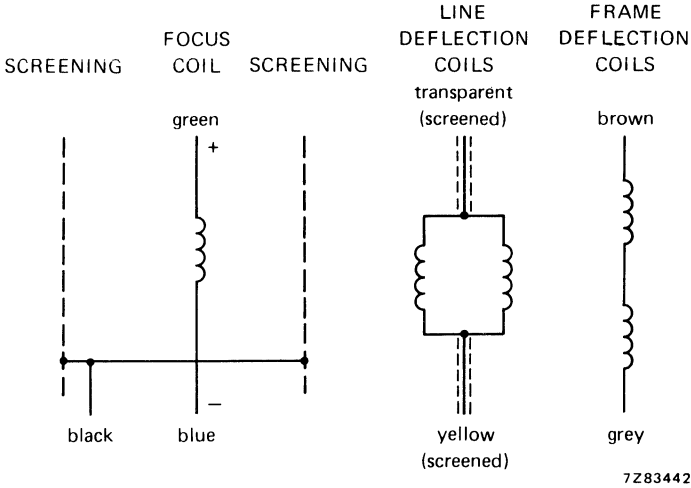 LINE
DEFLECTION
COILS
FRAME
DEFLECTION
COILS
FOCUS
COIL
SCREENING
SCREENING
transparent
(screened)
green
+
brown
−
black
blue
yellow
(screened)
grey
7Z83442